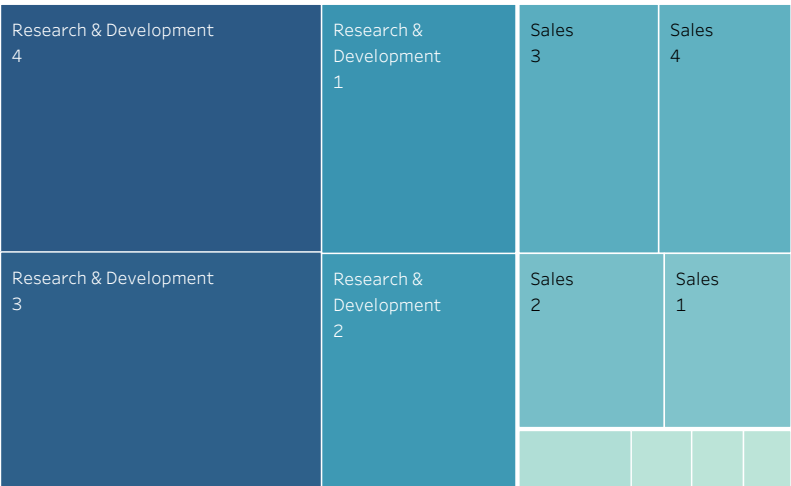 Research & Development
4
Research &
Development
1
Sales
3
Sales
4
Research & Development
3
Research &
Development
2
Sales
2
Sales
1